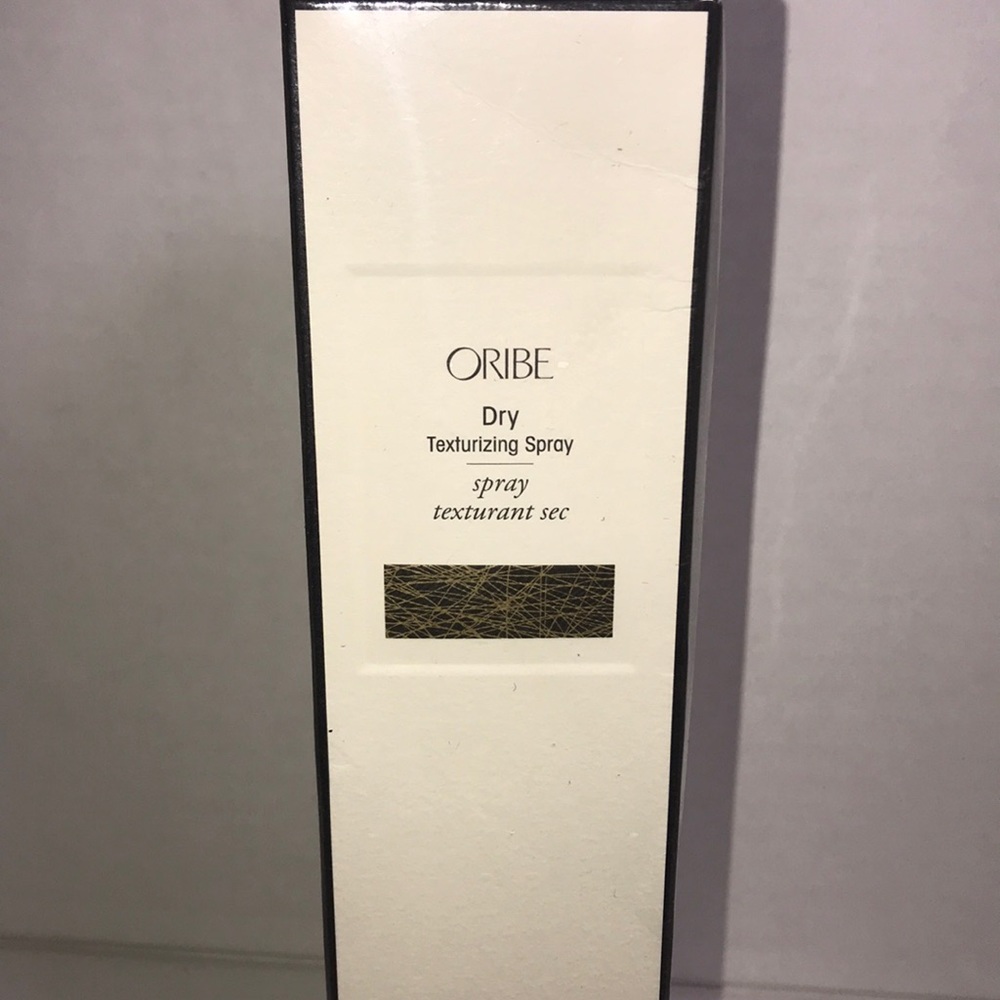 ORIBE
Dry
Texturizing Spray
spray
texturant sec